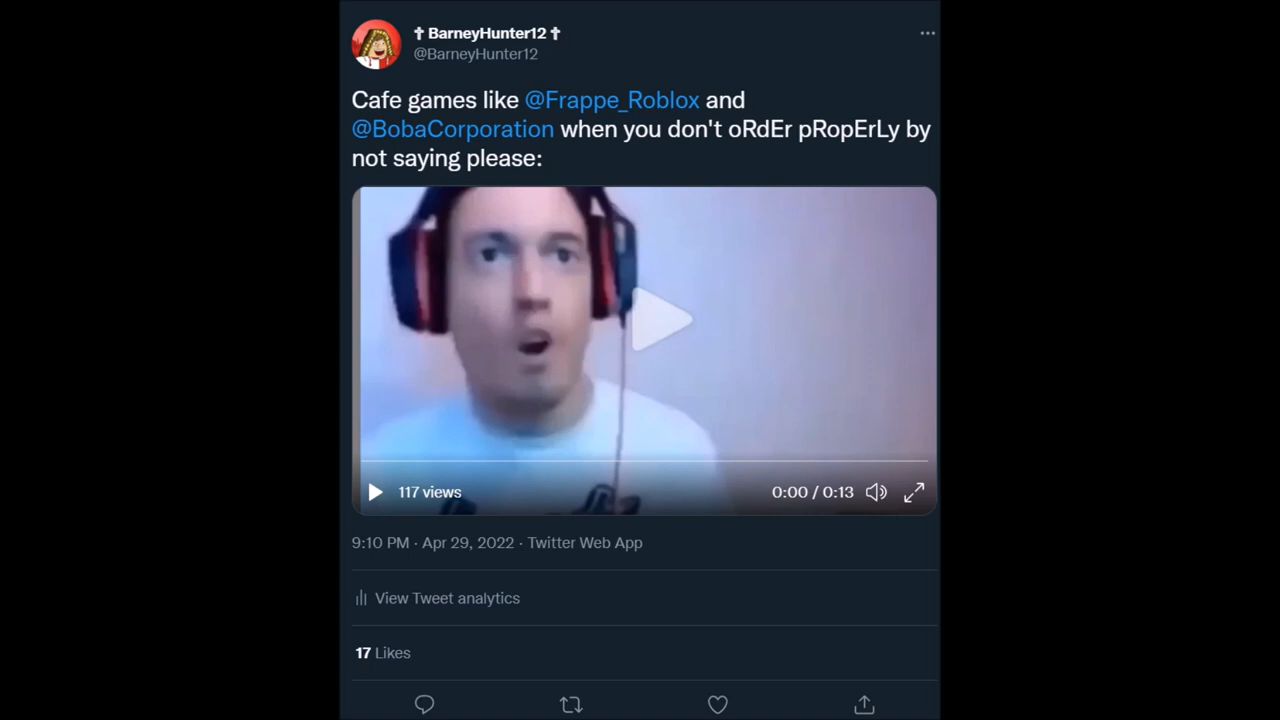 ✝ BarneyHunter12 ✝
@BarneyHunter12
Cafe games like @Frappe_Roblox and
@BobaCorporation when you don't oRdEr pRopErLy by
not saying please:
117 views
0:00 / 0:13
9:10 PM · Apr 29, 2022 · Twitter Web App
View Tweet analytics
17 Likes